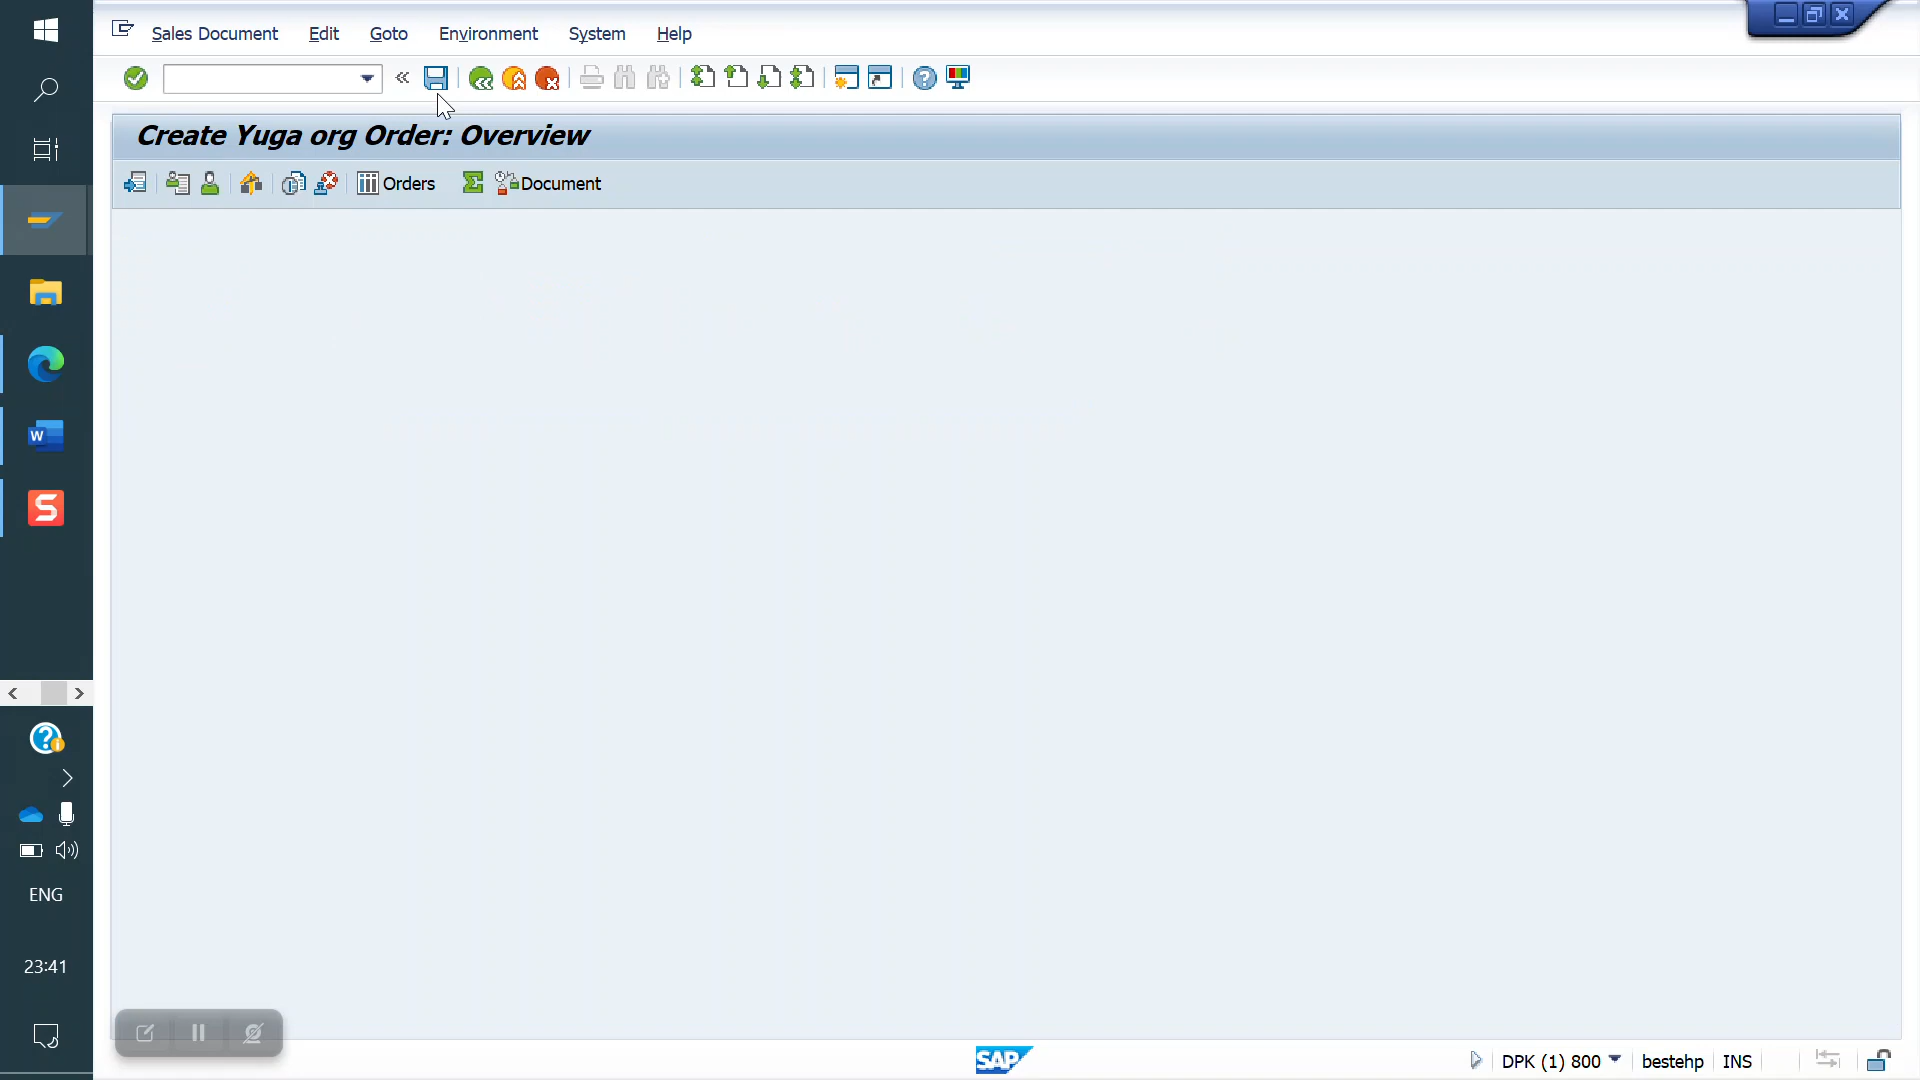 Sales Document Edit Goto Environment System Help
Create Yuga org Order: Overview
Orders Document
W
S
ENG
23:41
SAP DPK (1) 800 bestehp INS